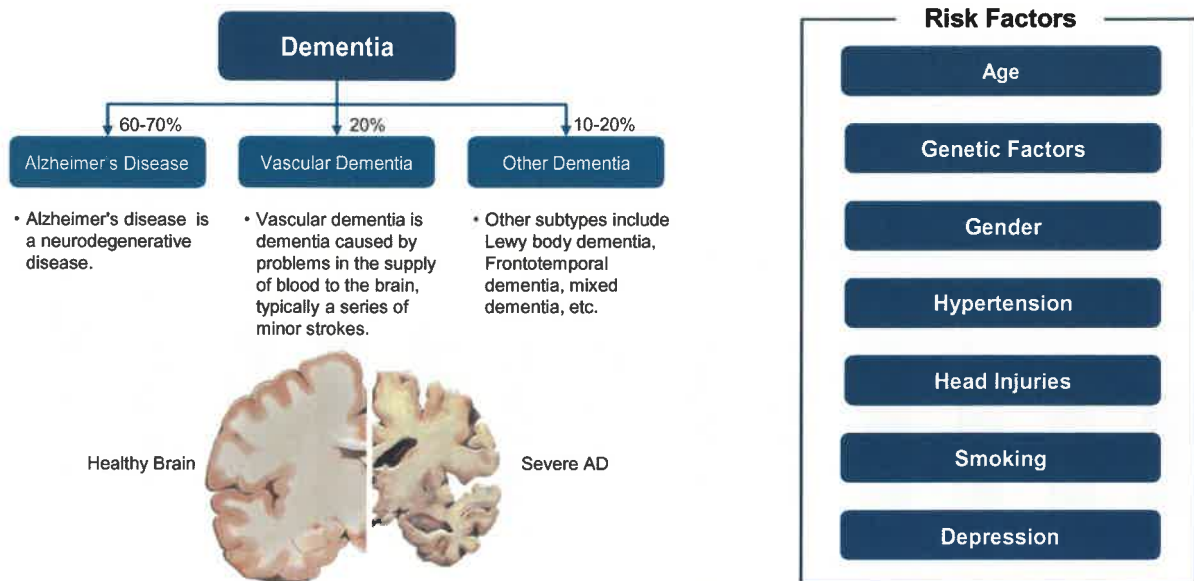 Dementia
60-70%
20%
10-20%
Alzheimer's Disease
Vascular Dementia
Other Dementia
• Alzheimer's disease is
a neurodegenerative
disease.
• Vascular dementia is
dementia caused by
problems in the supply
of blood to the brain,
typically a series of
minor strokes.
• Other subtypes include
Lewy body dementia,
Frontotemporal
dementia, mixed
dementia, etc.
Healthy Brain
Severe AD
Risk Factors
Age
Genetic Factors
Gender
Hypertension
Head Injuries
Smoking
Depression